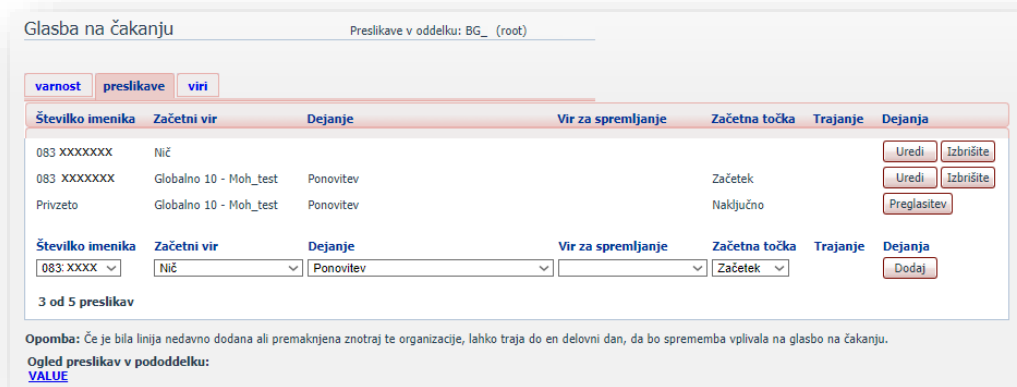 Glasba na čakanju Preslikave v oddelku: BG_ (root)
varnost preslikave viri
Številko imenika Začetni vir Dejanje Vir za spremljanje Začetna točka Trajanje Dejanja
083 XXXXXXX Nič Uredi Izbrišite
083 XXXXXXX Globalno 10 - Moh_test Ponovitev Začetek Uredi Izbrišite
Privzeto Globalno 10 - Moh_test Ponovitev Naključno Preglasitev
Številko imenika Začetni vir Dejanje Vir za spremljanje Začetna točka Trajanje Dejanja
083: XXXX Nič Ponovitev Začetek Dodaj
3 od 5 preslikav
Opomba: Če je bila linija nedavno dodana ali premaknjena znotraj te organizacije, lahko traja do en delovni dan, da bo sprememba vplivala na glasbo na čakanju.
Ogled preslikav v pododdelku:
VALUE